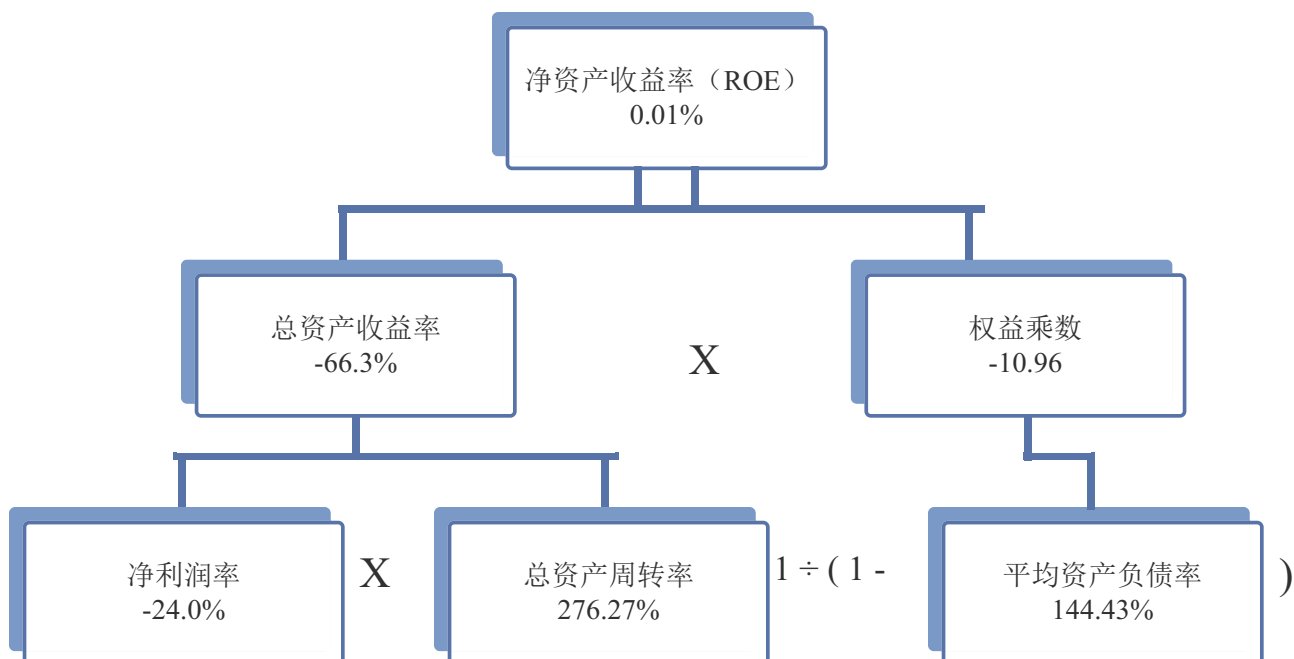 净资产收益率（ROE）
0.01%
总资产收益率
-66.3%
X
权益乘数
-10.96
净利润率
-24.0%
X
总资产周转率
276.27%
1 ÷ ( 1 -
平均资产负债率
144.43%
)